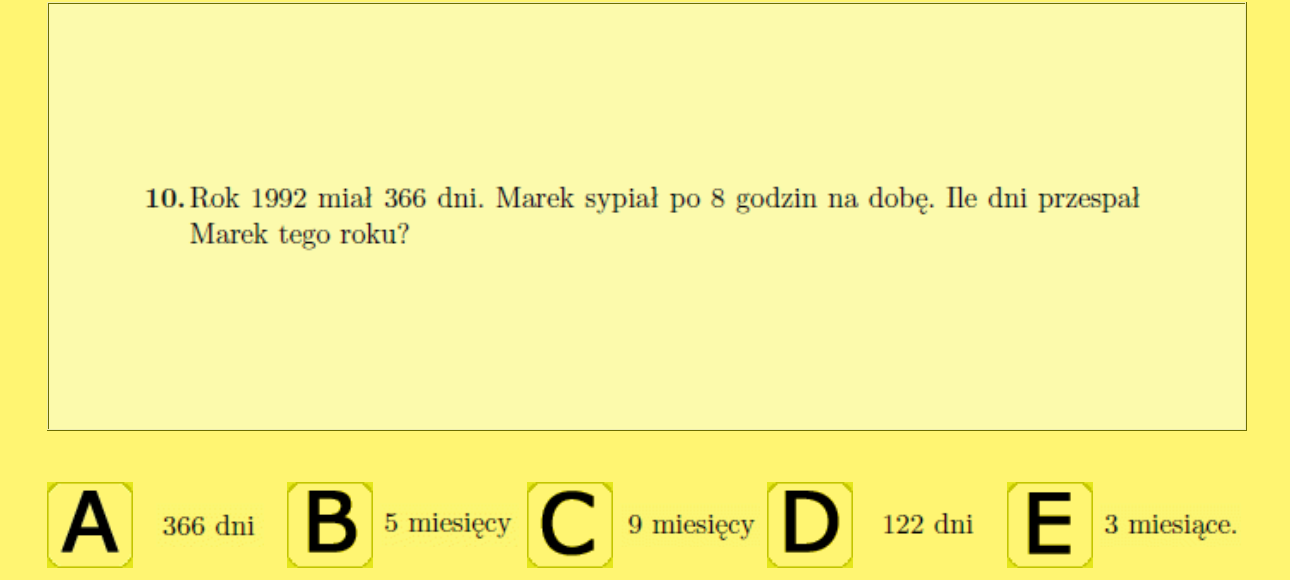 10. Rok 1992 miał 366 dni. Marek sypiał po 8 godzin na dobę. Ile dni przespał
Marek tego roku?
A 366 dni B 5 miesięcy C 9 miesięcy D 122 dni E 3 miesiące.